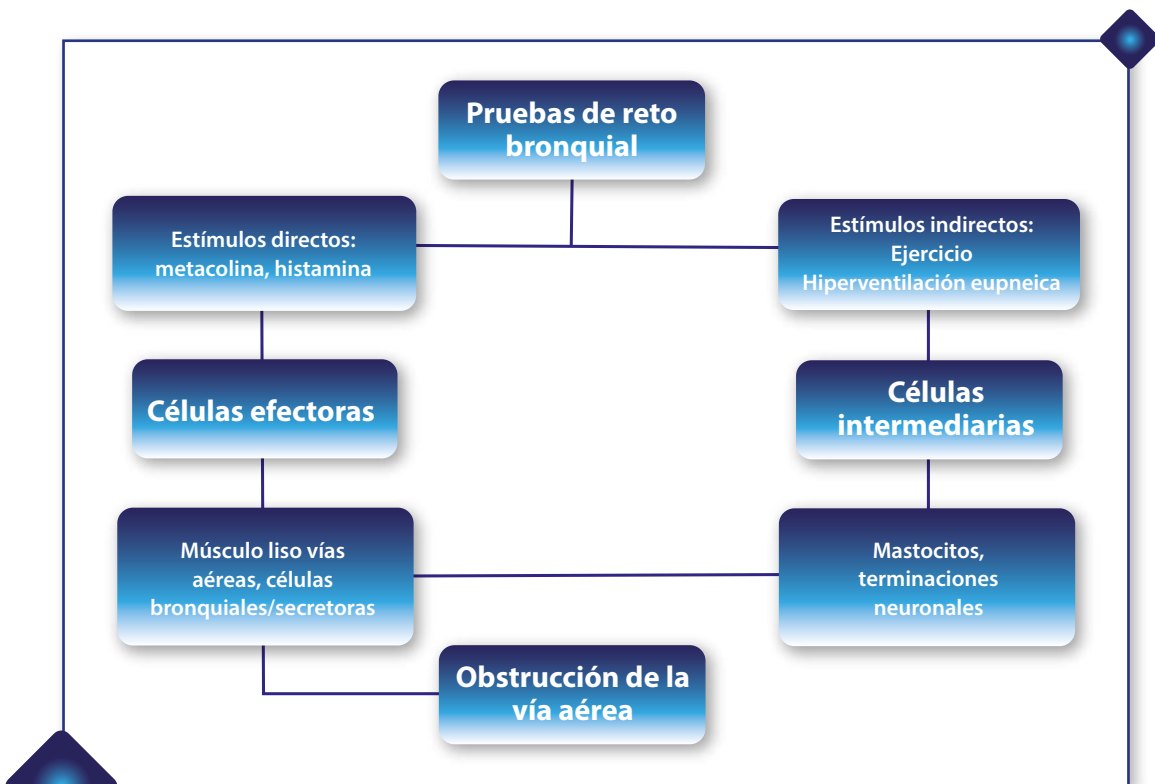 Pruebas de reto
bronquial
Estímulos directos:
metacolina, histamina
Estímulos indirectos:
Ejercicio
Hiperventilación eupneica
Células efectoras
Células
intermediarias
Músculo liso vías
aéreas, células
bronquiales/secretoras
Mastocitos,
terminaciones
neuronales
Obstrucción de la
vía aérea